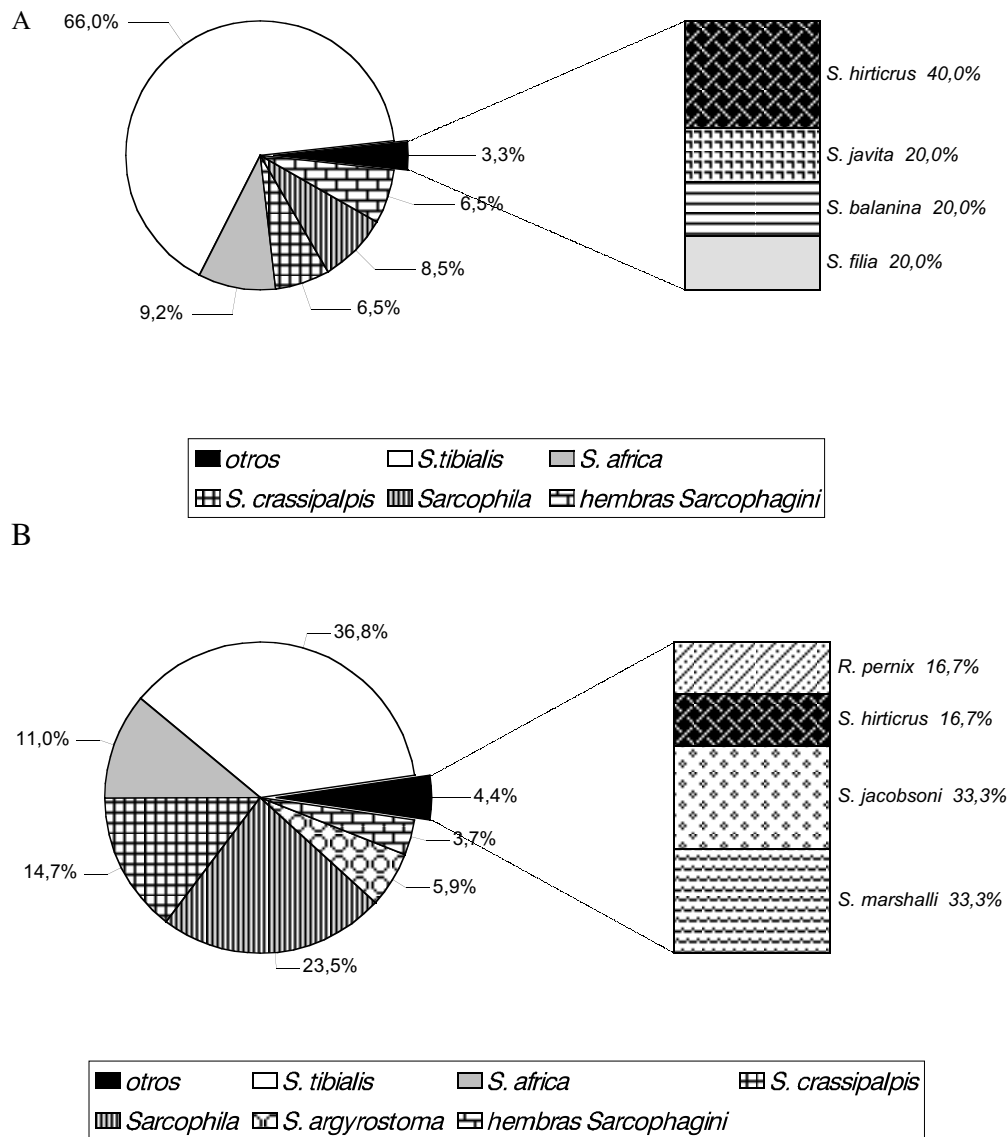 A
66,0%
3,3%
6,5%
8,5%
6,5%
9,2%
S. hirticrus 40,0%
S. javita 20,0%
S. balanina 20,0%
S. filia 20,0%
otros S.tibialis S. africa
S. crassipalpis Sarcophila hembras Sarcophagini
B
36,8%
11,0%
4,4%
3,7%
5,9%
14,7%
23,5%
R. pernix 16,7%
S. hirticrus 16,7%
S. jacobsoni 33,3%
S. marshalli 33,3%
otros S. tibialis S. africa S. crassipalpis
Sarcophila S. argyrostoma hembras Sarcophagini